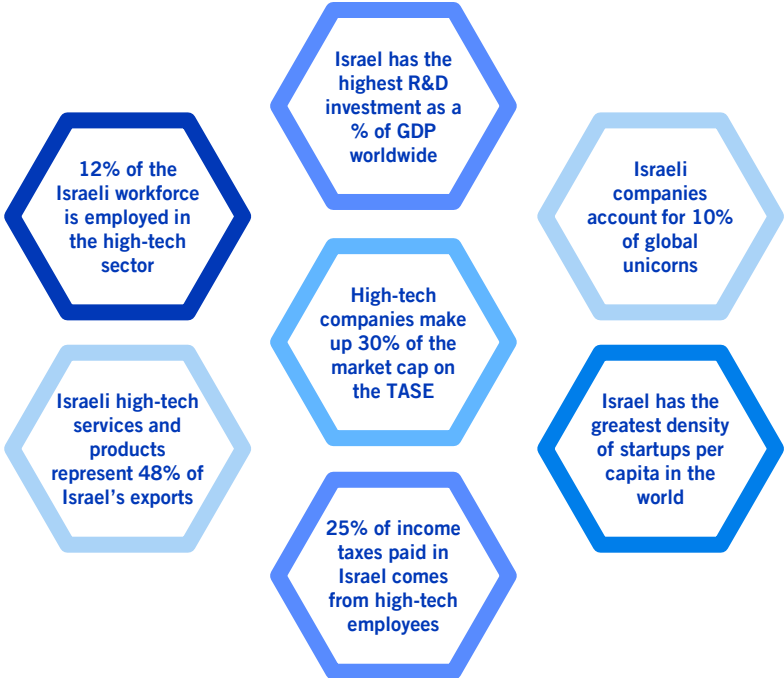 Israel has the
highest R&D
investment as a
% of GDP
worldwide
12% of the
Israeli workforce
is employed in
the high-tech
sector
Israeli
companies
account for 10%
of global
unicorns
High-tech
companies make
up 30% of the
market cap on
the TASE
Israeli high-tech
services and
products
represent 48% of
Israel’s exports
Israel has the
greatest density
of startups per
capita in the
world
25% of income
taxes paid in
Israel comes
from high-tech
employees